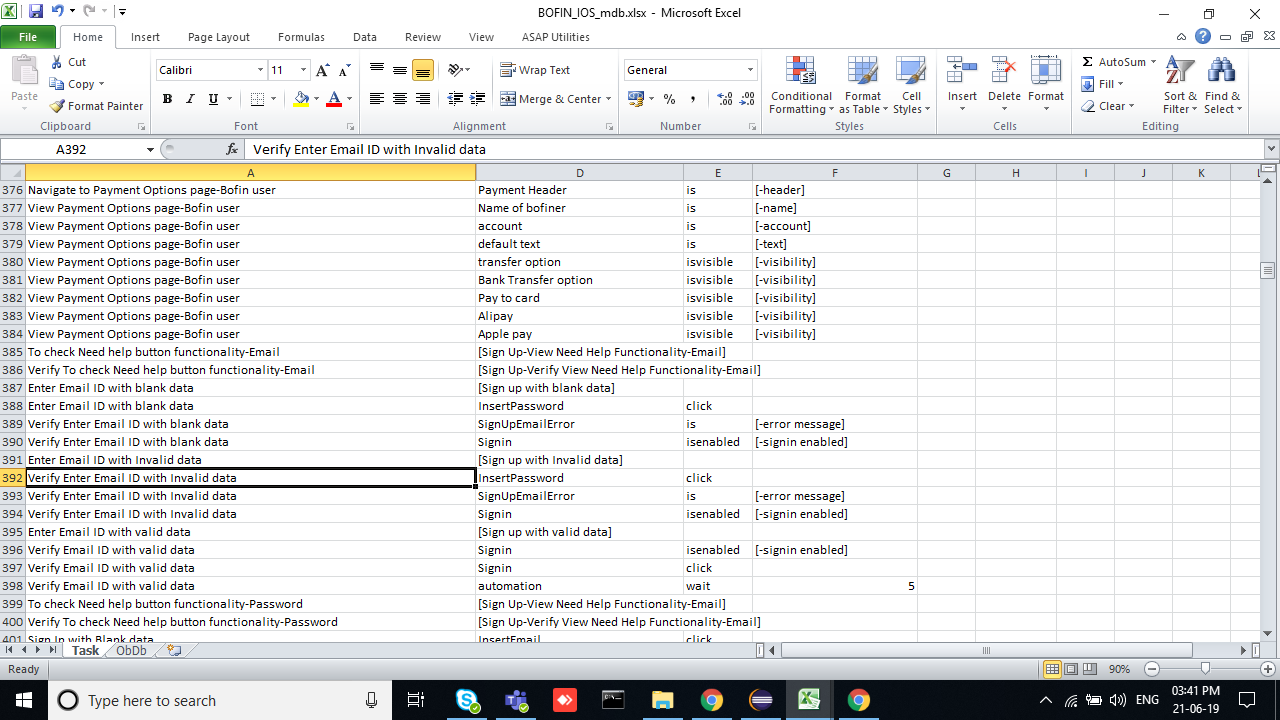 BOFIN_IOS_mdb.xlsx - Microsoft Excel
File Home Insert Page Layout Formulas Data Review View ASAP Utilities
Paste Cut Copy Format Painter Clipboard
Calibri 11 B I U A Font
Wrap Text Merge & Center Alignment
General % , Number
Conditional Formatting Format as Table Cell Styles Styles
Insert Delete Format Cells
Σ AutoSum Fill Clear Sort & Filter Find & Select Editing
A392 fx Verify Enter Email ID with Invalid data
A D E F G H I J K L
376 Navigate to Payment Options page-Bofin user Payment Header is [-header]
377 View Payment Options page-Bofin user Name of bofiner is [-name]
378 View Payment Options page-Bofin user account is [-account]
379 View Payment Options page-Bofin user default text is [-text]
380 View Payment Options page-Bofin user transfer option isvisible [-visibility]
381 View Payment Options page-Bofin user Bank Transfer option isvisible [-visibility]
382 View Payment Options page-Bofin user Pay to card isvisible [-visibility]
383 View Payment Options page-Bofin user Alipay isvisible [-visibility]
384 View Payment Options page-Bofin user Apple pay isvisible [-visibility]
385 To check Need help button functionality-Email [Sign Up-View Need Help Functionality-Email]
386 Verify To check Need help button functionality-Email [Sign Up-Verify View Need Help Functionality-Email]
387 Enter Email ID with blank data [Sign up with blank data]
388 Enter Email ID with blank data InsertPassword click
389 Verify Enter Email ID with blank data SignUpEmailError is [-error message]
390 Verify Enter Email ID with blank data Signin isenabled [-signin enabled]
391 Enter Email ID with Invalid data [Sign up with Invalid data]
392 Verify Enter Email ID with Invalid data InsertPassword click
393 Verify Enter Email ID with Invalid data SignUpEmailError is [-error message]
394 Verify Enter Email ID with Invalid data Signin isenabled [-signin enabled]
395 Enter Email ID with valid data [Sign up with valid data]
396 Verify Email ID with valid data Signin isenabled [-signin enabled]
397 Verify Email ID with valid data Signin click
398 Verify Email ID with valid data automation wait 5
399 To check Need help button functionality-Password [Sign Up-View Need Help Functionality-Email]
400 Verify To check Need help button functionality-Password [Sign Up-Verify View Need Help Functionality-Email]
401 Sign In with Blank data InsertEmail click
Task ObDb
Ready 90%
Type here to search ENG 03:41 PM
21-06-19